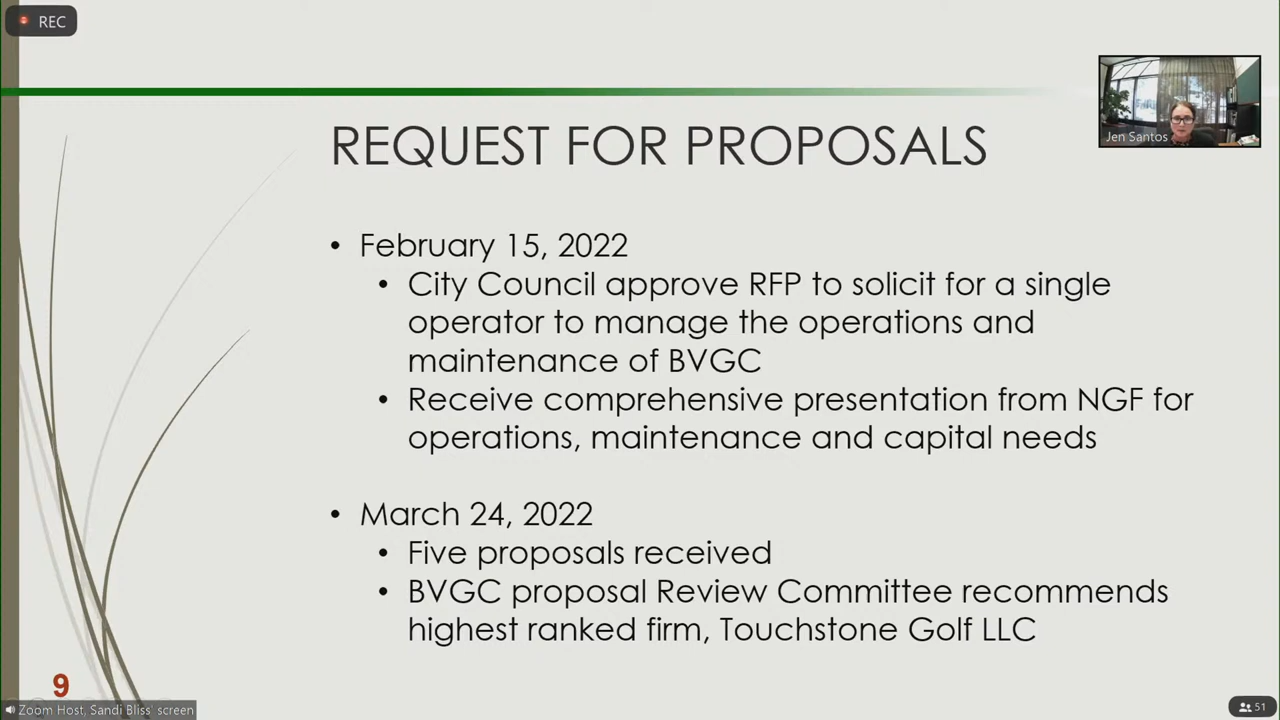 REC
REQUEST FOR PROPOSALS
Jen Santos
• February 15, 2022
• City Council approve RFP to solicit for a single
operator to manage the operations and
maintenance of BVGC
• Receive comprehensive presentation from NGF for
operations, maintenance and capital needs
• March 24, 2022
• Five proposals received
• BVGC proposal Review Committee recommends
highest ranked firm, Touchstone Golf LLC
9
Zoom Host, Sandi Bliss' screen
51